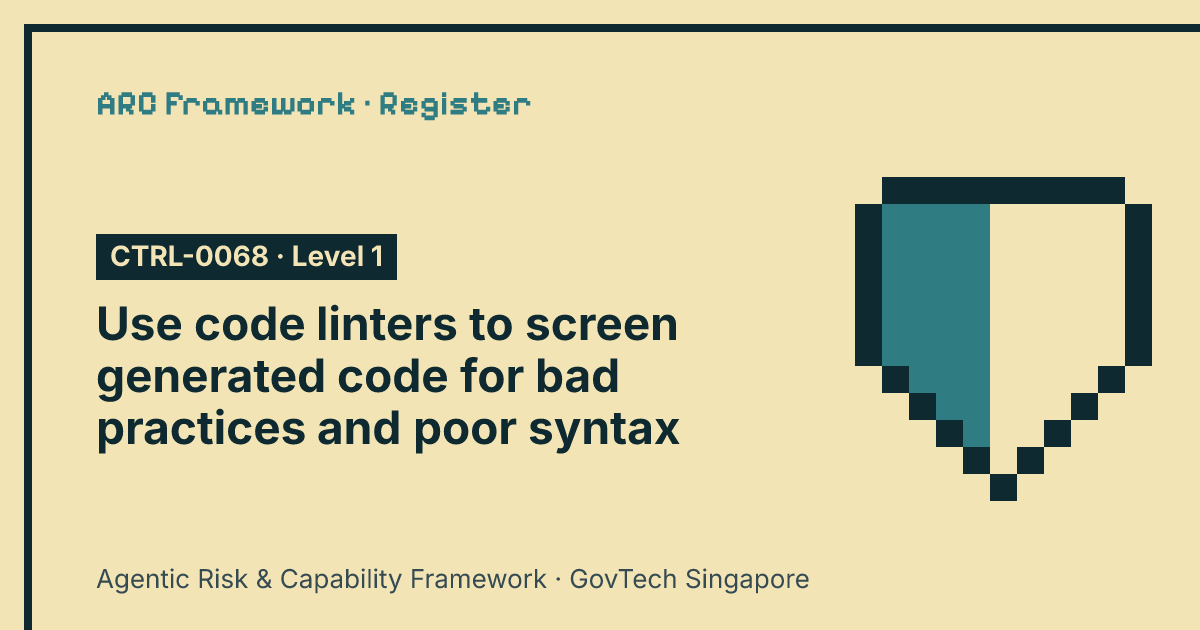 ARC Framework · Register
CTRL-0068 · Level 1
Use code linters to screen
generated code for bad
practices and poor syntax
Agentic Risk & Capability Framework · GovTech Singapore